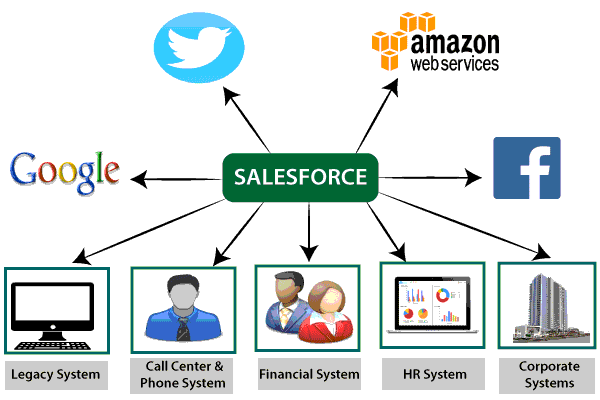 amazon
web services
Google
SALESFORCE
f
Legacy System
Call Center &
Phone System
Financial System
HR System
Corporate
Systems